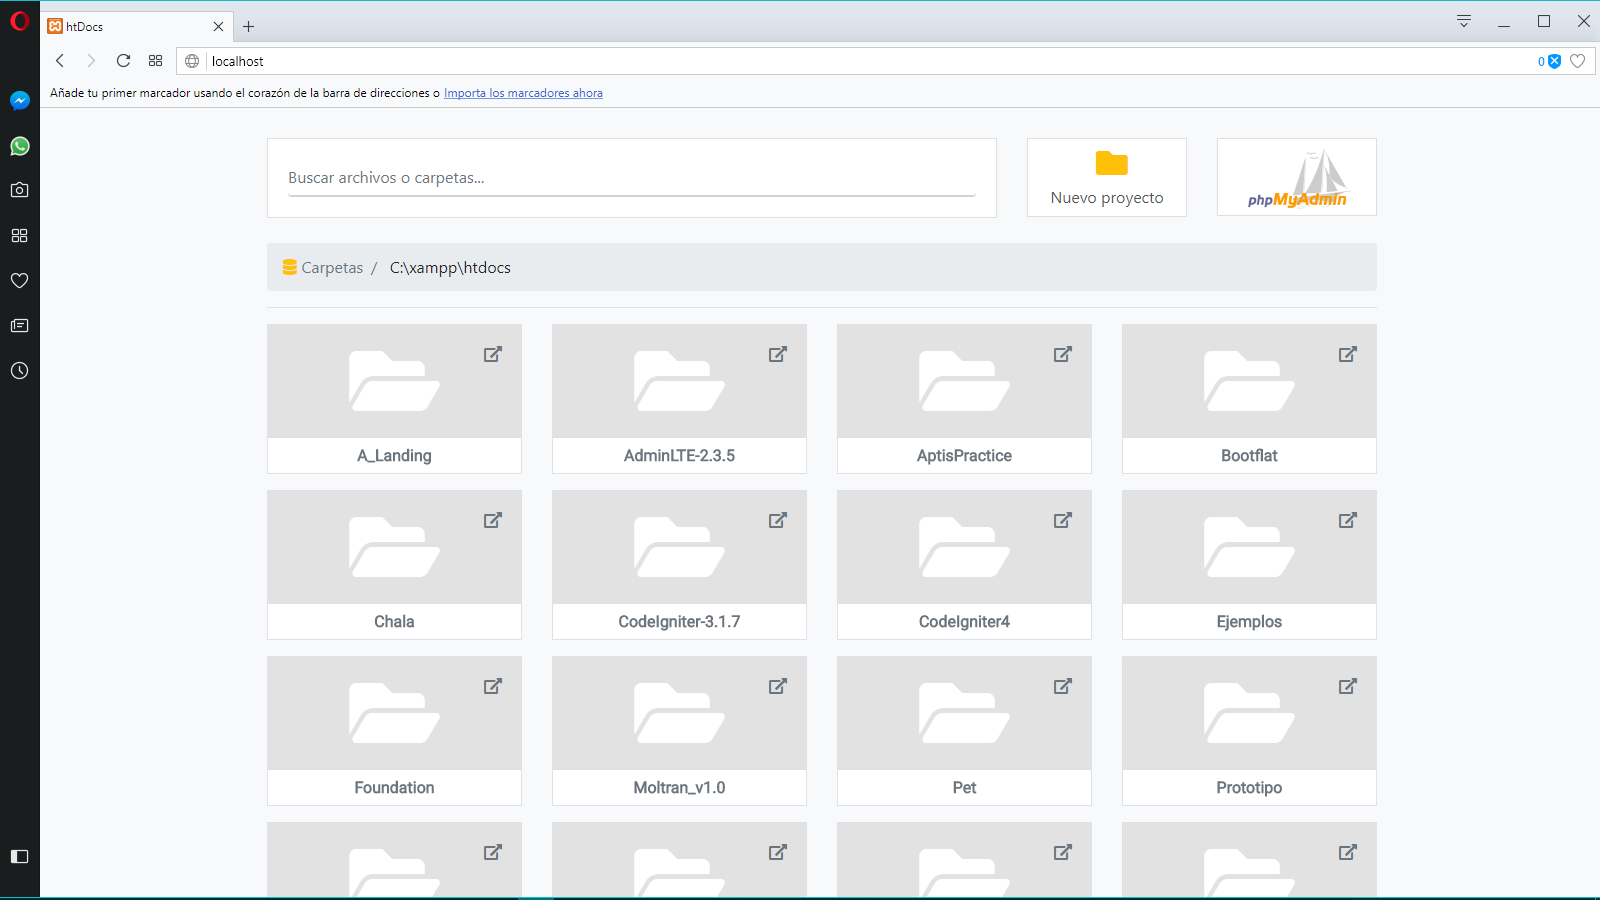 htDocs
localhost
0
Añade tu primer marcador usando el corazón de la barra de direcciones o Importa los marcadores ahora
Buscar archivos o carpetas...
Nuevo proyecto
phpMyAdmin
Carpetas / C:\xampp\htdocs
A_Landing
AdminLTE-2.3.5
AptisPractice
Bootflat
Chala
CodeIgniter-3.1.7
CodeIgniter4
Ejemplos
Foundation
Moltran_v1.0
Pet
Prototipo